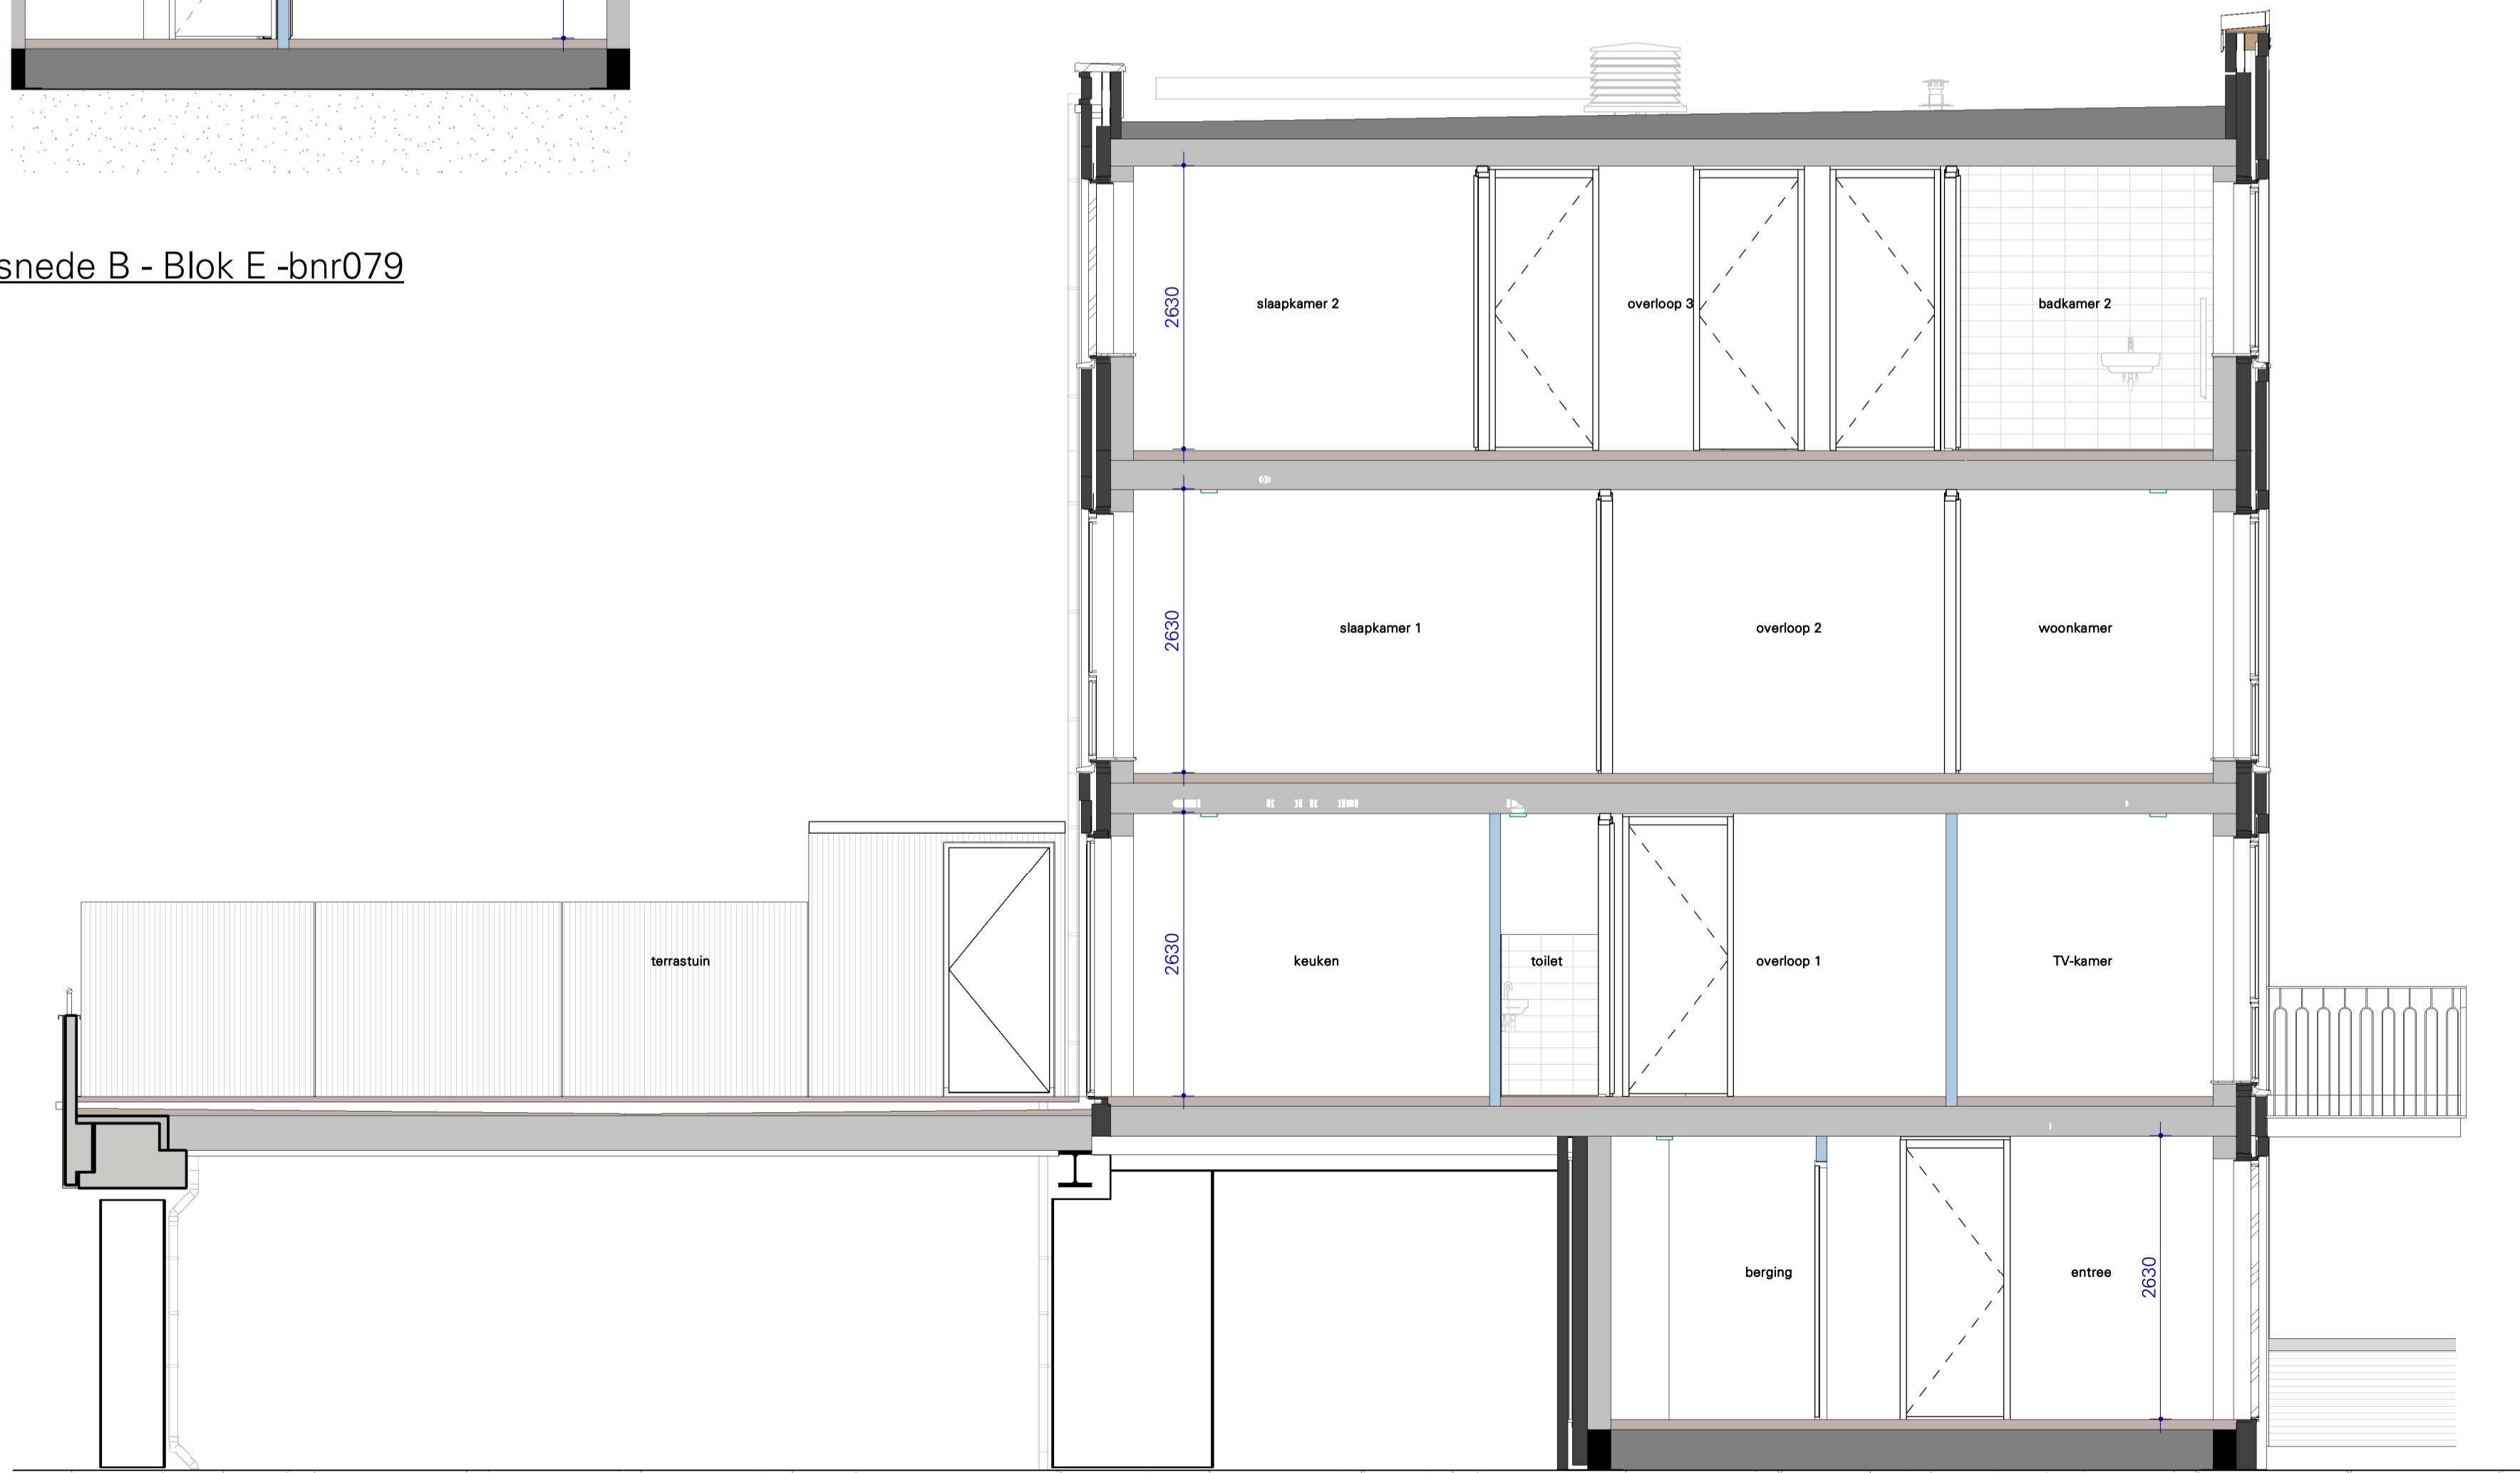 snede B - Blok E -bnr079
2630
slaapkamer 2
overloop 3
badkamer 2
2630
slaapkamer 1
overloop 2
woonkamer
2630
terrastuin
keuken
toilet
overloop 1
TV-kamer
berging
entree
2630